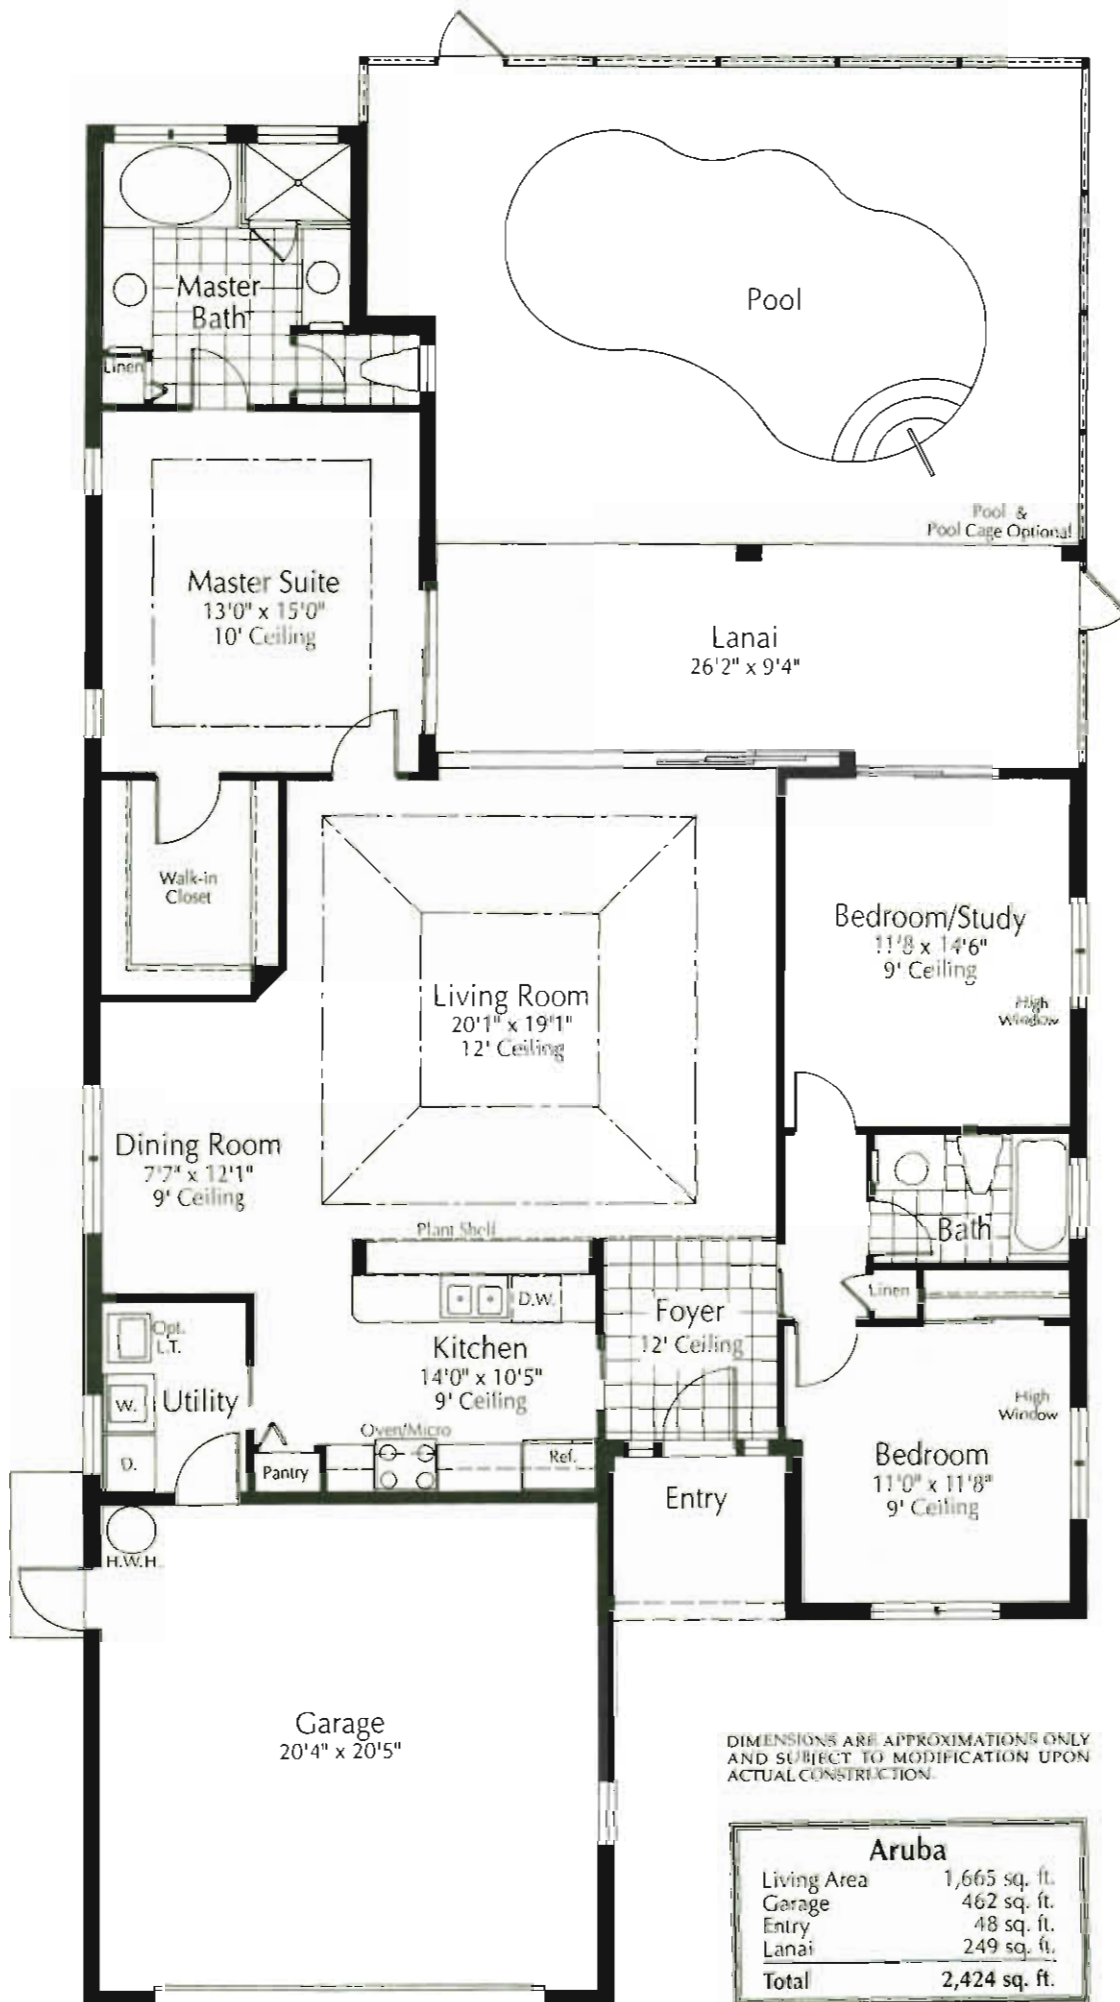 Master
Bath
Linen
Pool
Pool &
Pool Cage Optional
Master Suite
13'0" x 15'0"
10' Ceiling
Lanai
26'2" x 9'4"
Walk-in
Closet
Bedroom/Study
11'8 x 14'6"
9' Ceiling
High
Window
Living Room
20'1" x 19'1"
12' Ceiling
Dining Room
7'7" x 12'1"
9' Ceiling
Plant Shelf
Bath
Linen
Foyer
12' Ceiling
D.W.
Kitchen
14'0" x 10'5"
9' Ceiling
Oven/Micro
Ref.
Pantry
Opt.
L.T.
Utility
W.
D.
High
Window
Bedroom
11'0" x 11'8"
9' Ceiling
Entry
H.W.H.
Garage
20'4" x 20'5"
DIMENSIONS ARE APPROXIMATIONS ONLY
AND SUBJECT TO MODIFICATION UPON
ACTUAL CONSTRUCTION.
Aruba
Living Area 1,665 sq. ft.
Garage 462 sq. ft.
Entry 48 sq. ft.
Lanai 249 sq. ft.
Total 2,424 sq. ft.